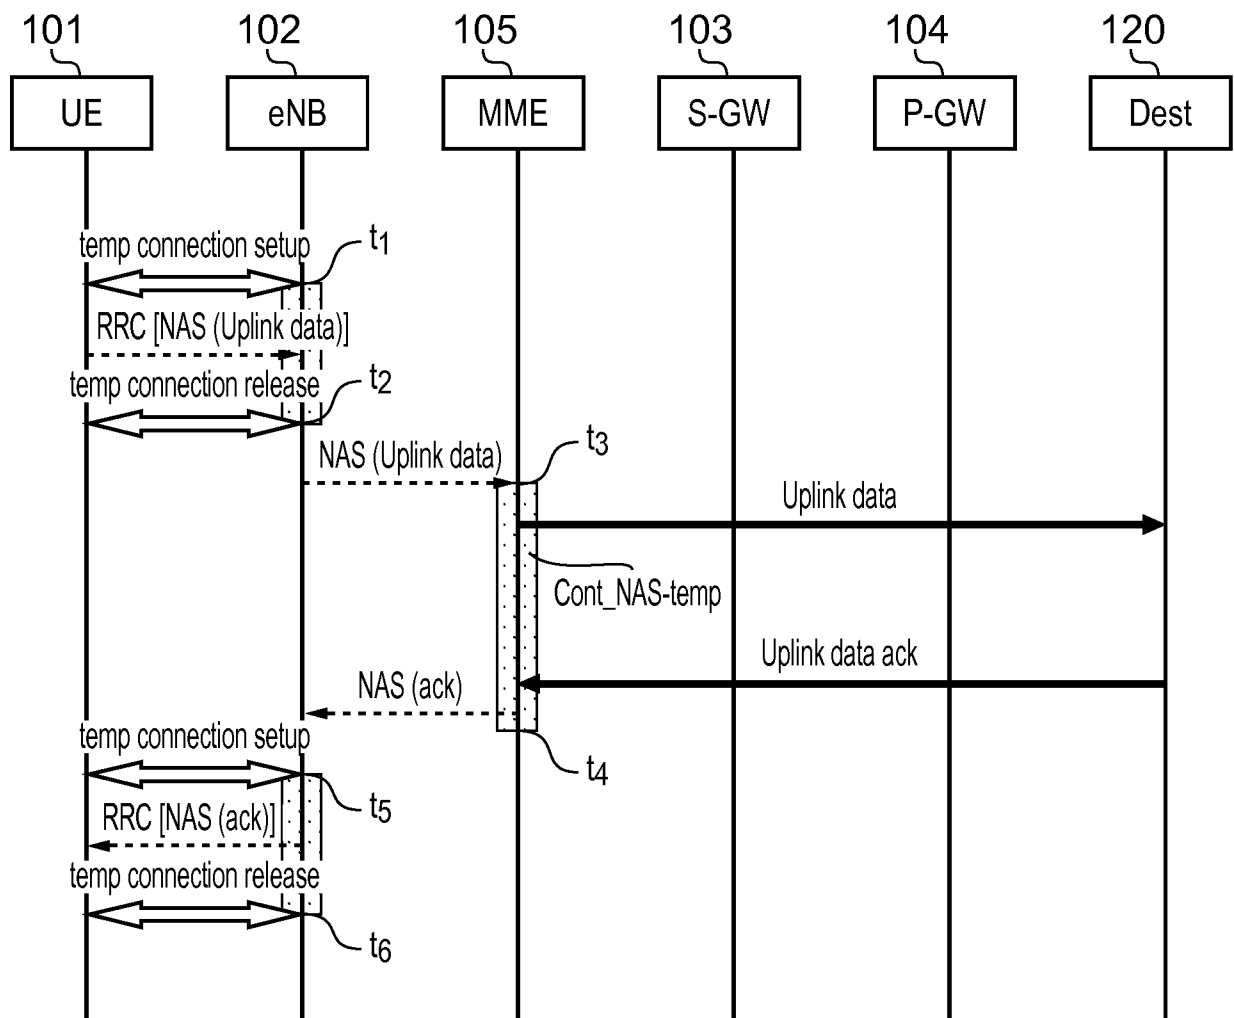 101 102 105 103 104 120
UE eNB MME S-GW P-GW Dest
temp connection setup t1
RRC [NAS (Uplink data)]
temp connection release t2
NAS (Uplink data) t3
Uplink data
Cont_NAS-temp
Uplink data ack
NAS (ack)
temp connection setup
t4
t5
RRC [NAS (ack)]
temp connection release
t6